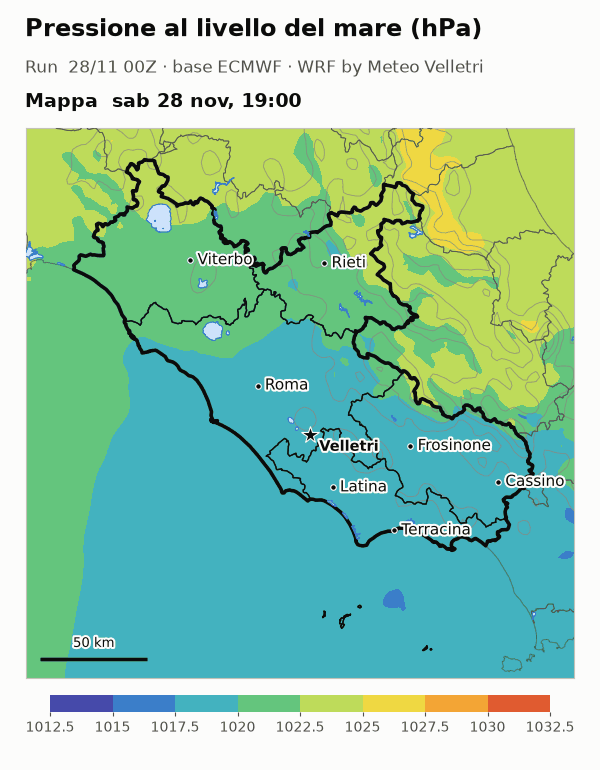 Pressione al livello del mare (hPa)
Run  28/11 00Z · base ECMWF · WRF by Meteo Velletri
Mappa  sab 28 nov, 19:00
Viterbo
Rieti
Roma
Velletri
Frosinone
Latina
Cassino
Terracina
50 km
1012.5 1015 1017.5 1020 1022.5 1025 1027.5 1030 1032.5